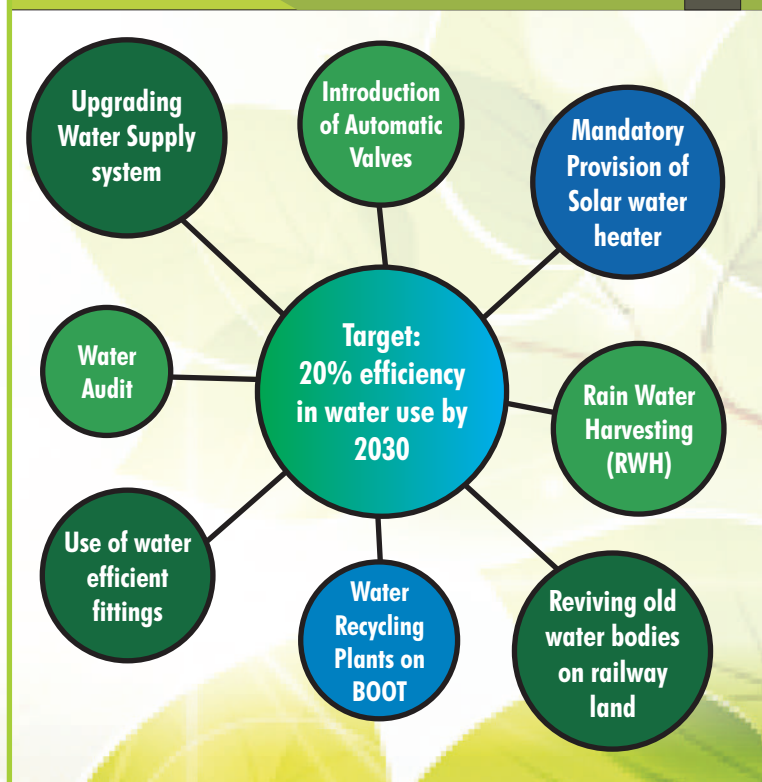 Upgrading
Water Supply
system
Introduction
of Automatic
Valves
Mandatory
Provision of
Solar water
heater
Target:
20% efficiency
in water use by
2030
Water
Audit
Rain Water
Harvesting
(RWH)
Use of water
efficient
fittings
Water
Recycling
Plants on
BOOT
Reviving old
water bodies
on railway
land